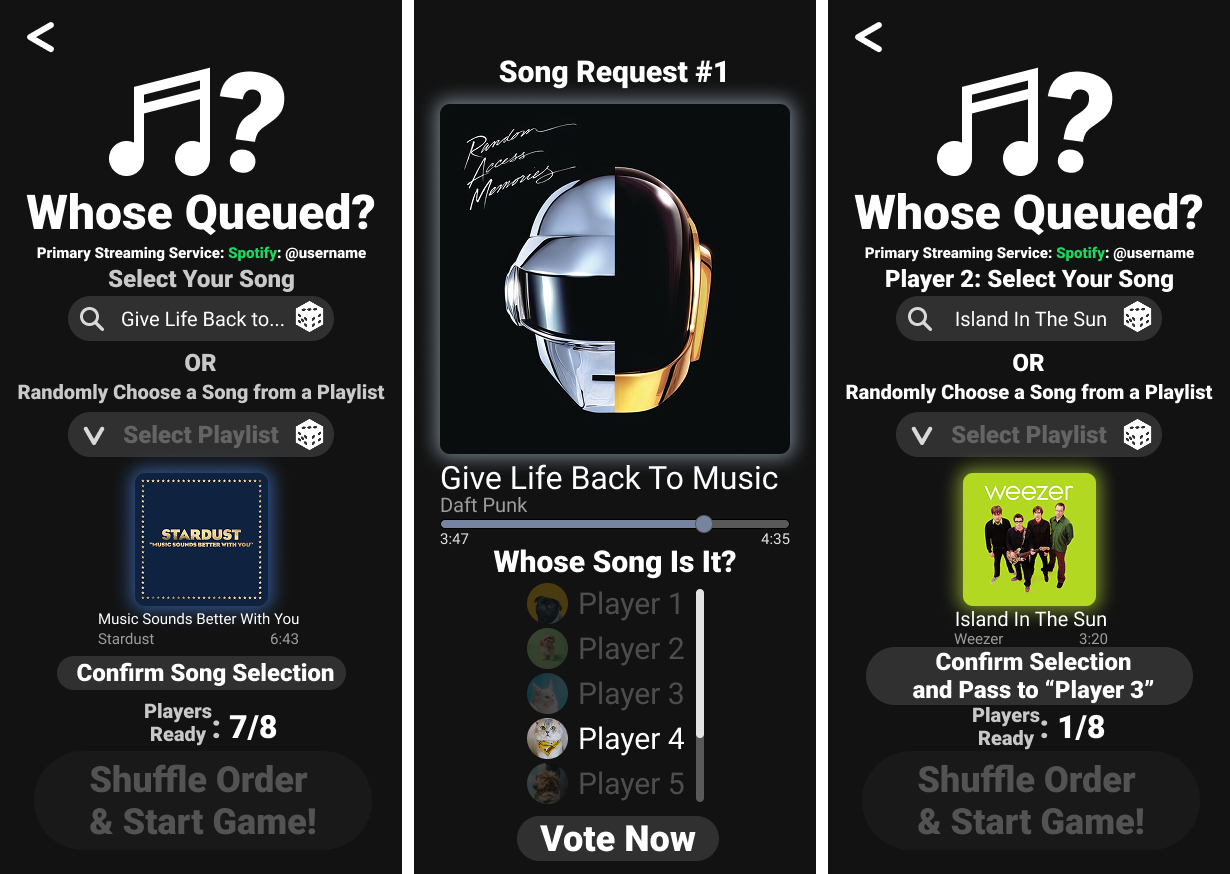 Whose Queued?
Primary Streaming Service: Spotify: @username
Select Your Song
Give Life Back to...
OR
Randomly Choose a Song from a Playlist
Select Playlist
STARDUST
"MUSIC SOUNDS BETTER WITH YOU"
Music Sounds Better With You
Stardust 6:43
Confirm Song Selection
Players
Ready : 7/8
Shuffle Order
& Start Game!
Song Request #1
Random
Access
Memories
Give Life Back To Music
Daft Punk
3:47 4:35
Whose Song Is It?
Player 1
Player 2
Player 3
Player 4
Player 5
Vote Now
Whose Queued?
Primary Streaming Service: Spotify: @username
Player 2: Select Your Song
Island In The Sun
OR
Randomly Choose a Song from a Playlist
Select Playlist
weezer
Island In The Sun
Weezer 3:20
Confirm Selection
and Pass to “Player 3”
Players
Ready : 1/8
Shuffle Order
& Start Game!